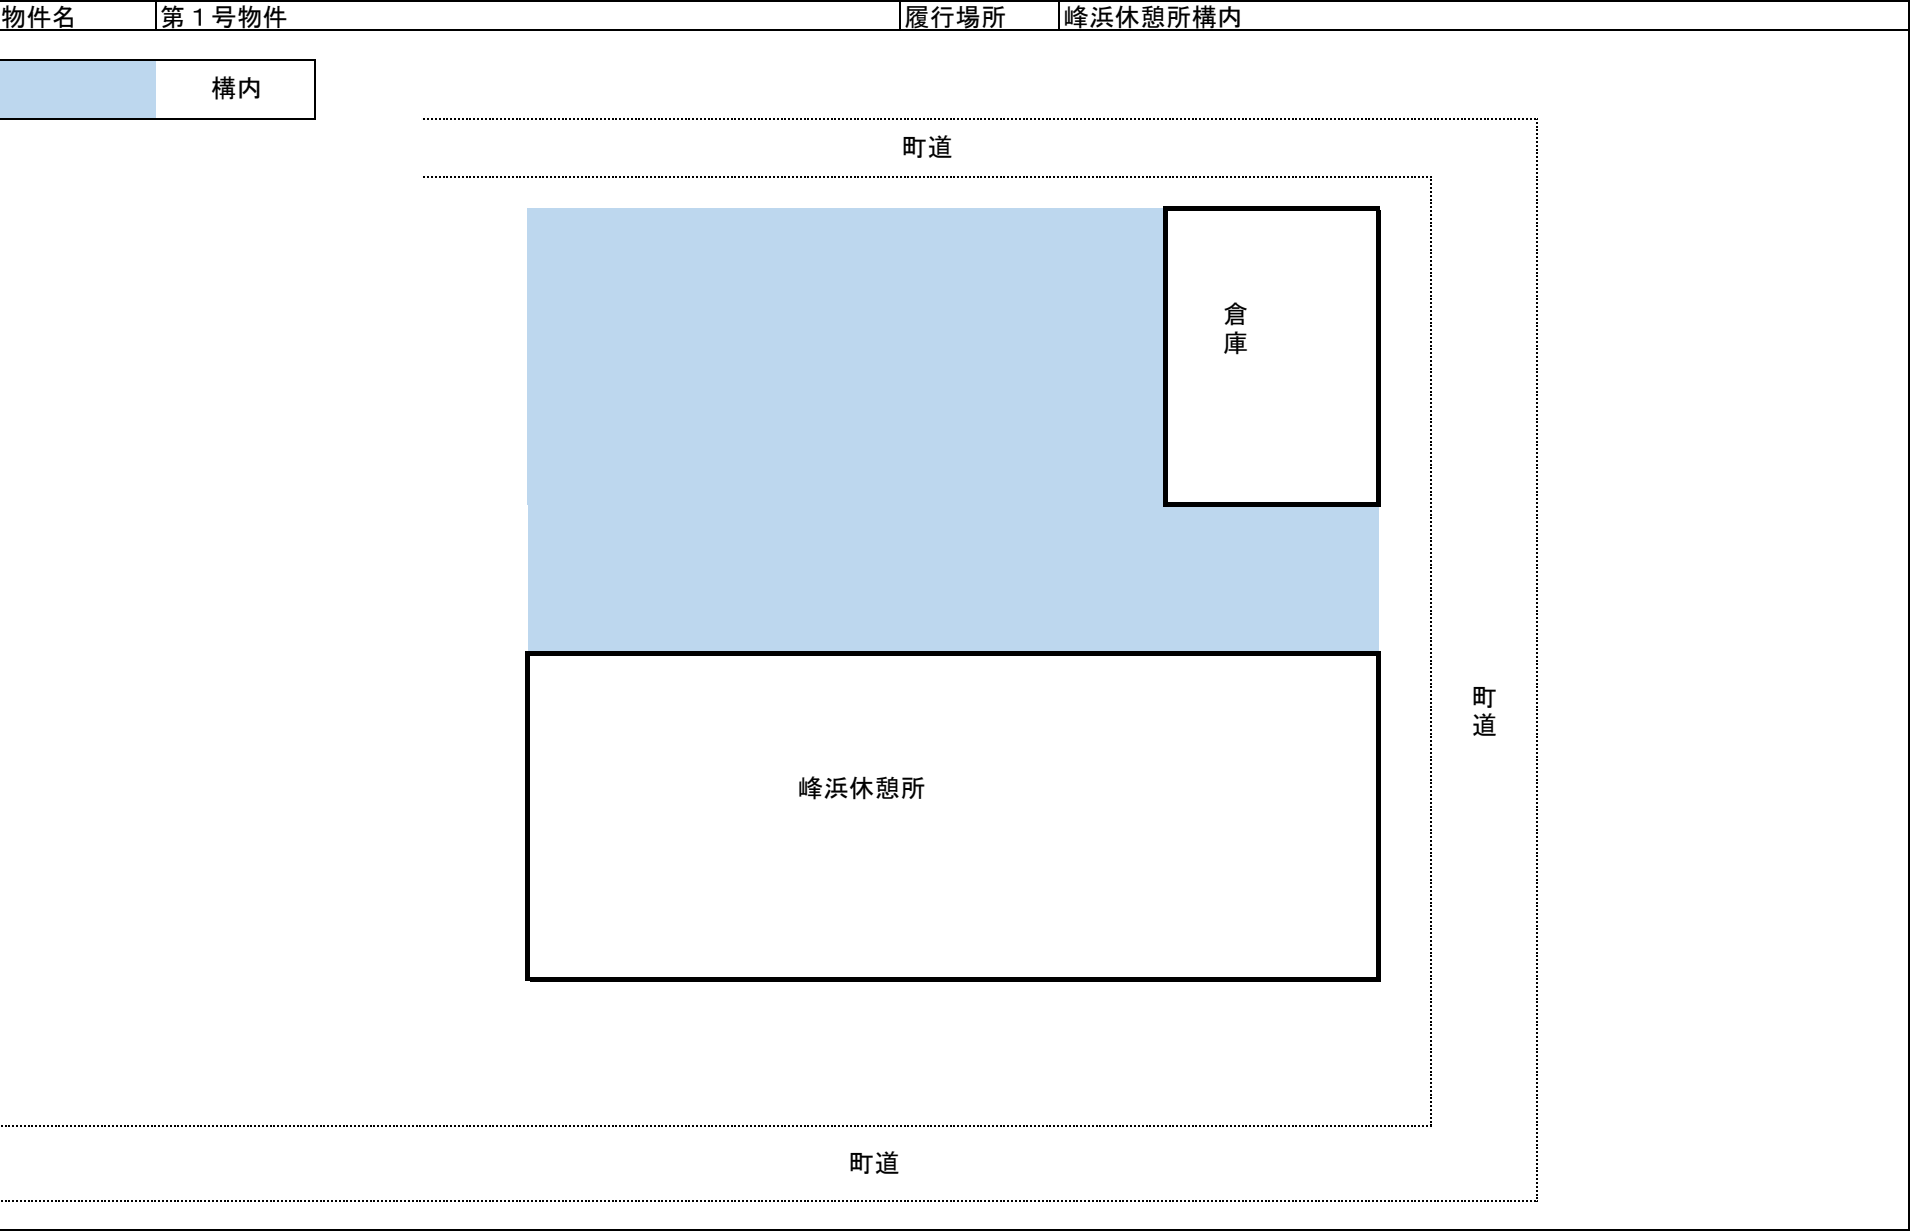 物件名 第１号物件 履行場所 峰浜休憩所構内
構内
町道
倉庫
町道
峰浜休憩所
町道